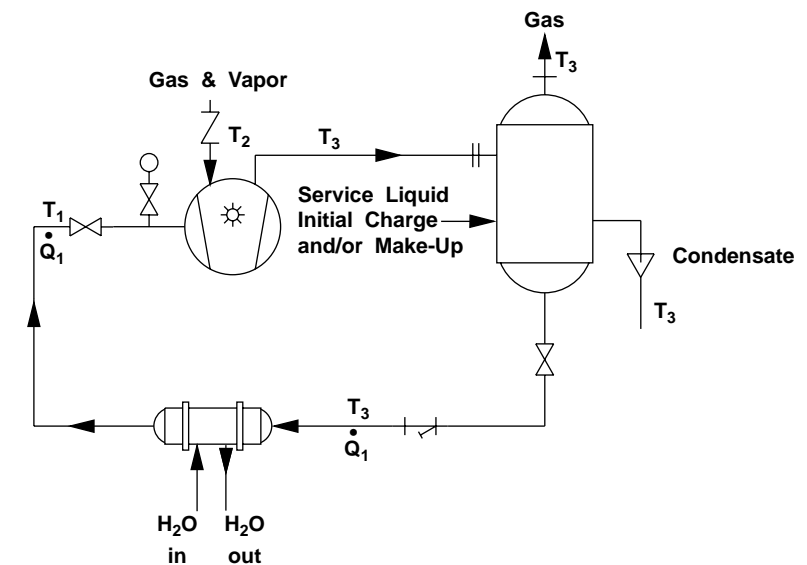 Gas
T3
Gas & Vapor
T2
T3
Service Liquid
Initial Charge
and/or Make-Up
T1
Q̇1
Condensate
T3
T3
Q̇1
H2O
in
H2O
out